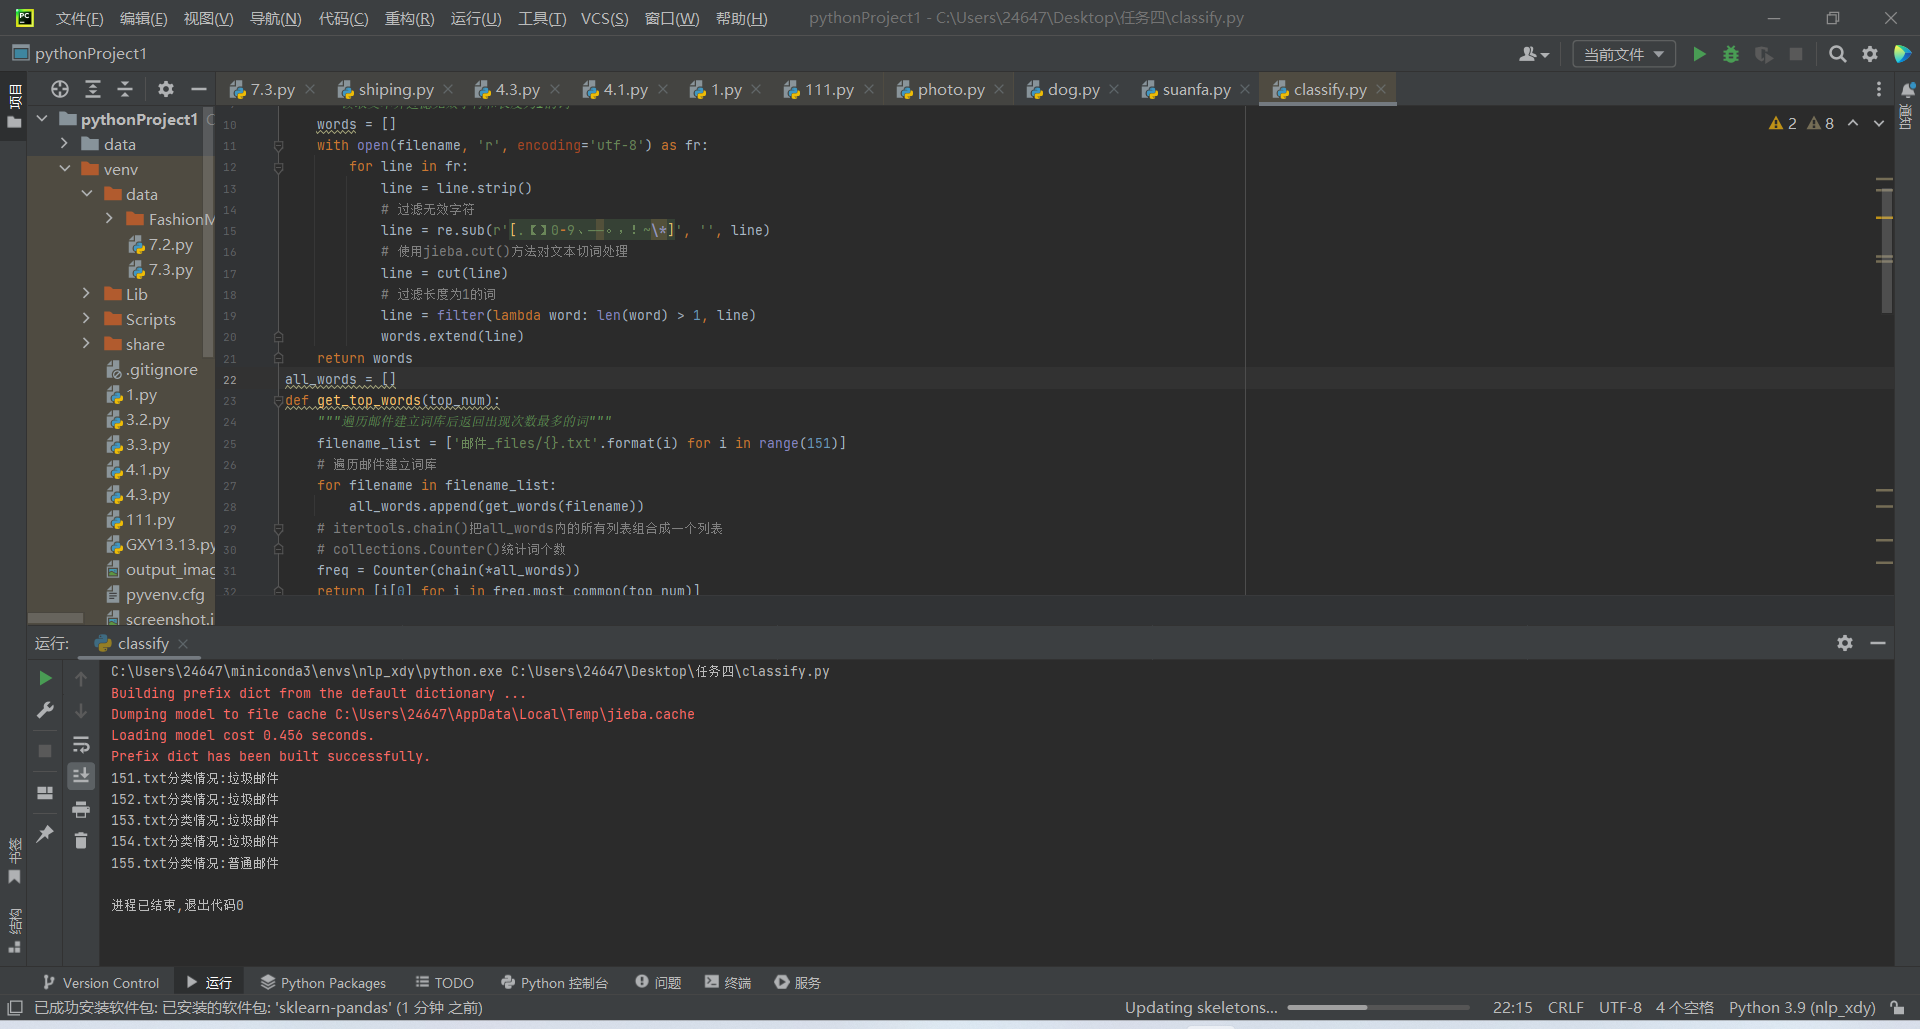 文件(F) 编辑(E) 视图(V) 导航(N) 代码(C) 重构(R) 运行(U) 工具(T) VCS(S) 窗口(W) 帮助(H) pythonProject1 - C:\Users\24647\Desktop\任务四\classify.py
pythonProject1 当前文件
7.3.py shiping.py 4.3.py 4.1.py 1.py 111.py photo.py dog.py suanfa.py classify.py
项目
通知
pythonProject1
data
venv
data
FashionM
7.2.py
7.3.py
Lib
Scripts
share
.gitignore
1.py
3.2.py
3.3.py
4.1.py
4.3.py
111.py
GXY13.13.py
output_imag
pyvenv.cfg
screenshot.i
2 8
10 words = []
11 with open(filename, 'r', encoding='utf-8') as fr:
12 for line in fr:
13 line = line.strip()
14 # 过滤无效字符
15 line = re.sub(r'[.【】0-9、——。，！~\*]', '', line)
16 # 使用jieba.cut()方法对文本切词处理
17 line = cut(line)
18 # 过滤长度为1的词
19 line = filter(lambda word: len(word) > 1, line)
20 words.extend(line)
21 return words
22 all_words = []
23 def get_top_words(top_num):
24 """遍历邮件建立词库后返回出现次数最多的词"""
25 filename_list = ['邮件_files/{}.txt'.format(i) for i in range(151)]
26 # 遍历邮件建立词库
27 for filename in filename_list:
28 all_words.append(get_words(filename))
29 # itertools.chain()把all_words内的所有列表组合成一个列表
30 # collections.Counter()统计词个数
31 freq = Counter(chain(*all_words))
32 return [i[0] for i in freq.most_common(top_num)]
运行: classify
C:\Users\24647\miniconda3\envs\nlp_xdy\python.exe C:\Users\24647\Desktop\任务四\classify.py
Building prefix dict from the default dictionary ...
Dumping model to file cache C:\Users\24647\AppData\Local\Temp\jieba.cache
Loading model cost 0.456 seconds.
Prefix dict has been built successfully.
151.txt分类情况:垃圾邮件
152.txt分类情况:垃圾邮件
153.txt分类情况:垃圾邮件
154.txt分类情况:垃圾邮件
155.txt分类情况:普通邮件
进程已结束,退出代码0
书签
结构
Version Control 运行 Python Packages TODO Python 控制台 问题 终端 服务
已成功安装软件包: 已安装的软件包: 'sklearn-pandas' (1 分钟 之前) Updating skeletons... 22:15 CRLF UTF-8 4 个空格 Python 3.9 (nlp_xdy)